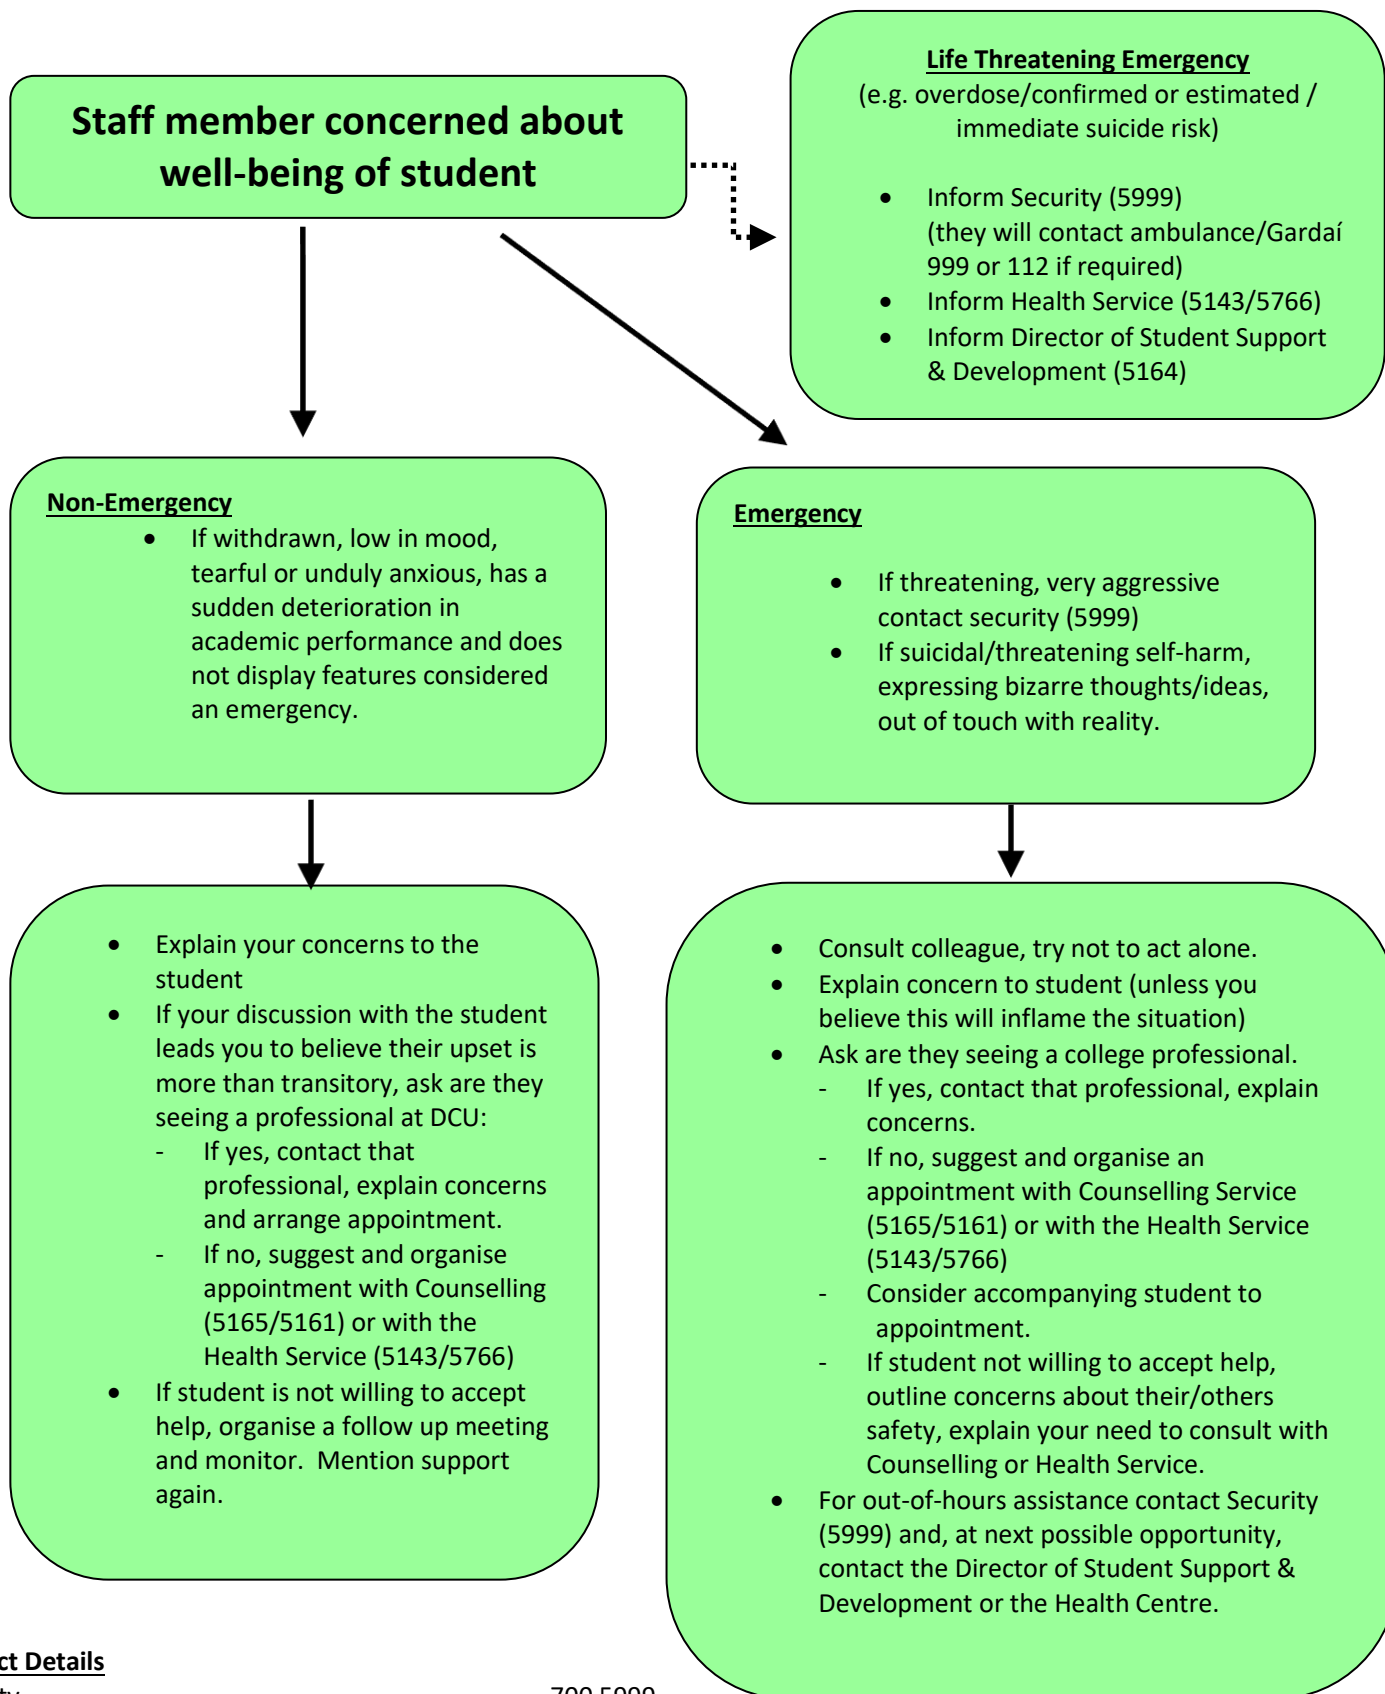 Staff member concerned about
well-being of student
Life Threatening Emergency
(e.g. overdose/confirmed or estimated /
immediate suicide risk)
• Inform Security (5999)
(they will contact ambulance/Gardaí
999 or 112 if required)
• Inform Health Service (5143/5766)
• Inform Director of Student Support
& Development (5164)
Non-Emergency
• If withdrawn, low in mood,
tearful or unduly anxious, has a
sudden deterioration in
academic performance and does
not display features considered
an emergency.
Emergency
• If threatening, very aggressive
contact security (5999)
• If suicidal/threatening self-harm,
expressing bizarre thoughts/ideas,
out of touch with reality.
• Explain your concerns to the
student
• If your discussion with the student
leads you to believe their upset is
more than transitory, ask are they
seeing a professional at DCU:
- If yes, contact that
professional, explain concerns
and arrange appointment.
- If no, suggest and organise
appointment with Counselling
(5165/5161) or with the
Health Service (5143/5766)
• If student is not willing to accept
help, organise a follow up meeting
and monitor.  Mention support
again.
• Consult colleague, try not to act alone.
• Explain concern to student (unless you
believe this will inflame the situation)
• Ask are they seeing a college professional.
- If yes, contact that professional, explain
concerns.
- If no, suggest and organise an
appointment with Counselling Service
(5165/5161) or with the Health Service
(5143/5766)
- Consider accompanying student to
appointment.
- If student not willing to accept help,
outline concerns about their/others
safety, explain your need to consult with
Counselling or Health Service.
• For out-of-hours assistance contact Security
(5999) and, at next possible opportunity,
contact the Director of Student Support &
Development or the Health Centre.
ct Details